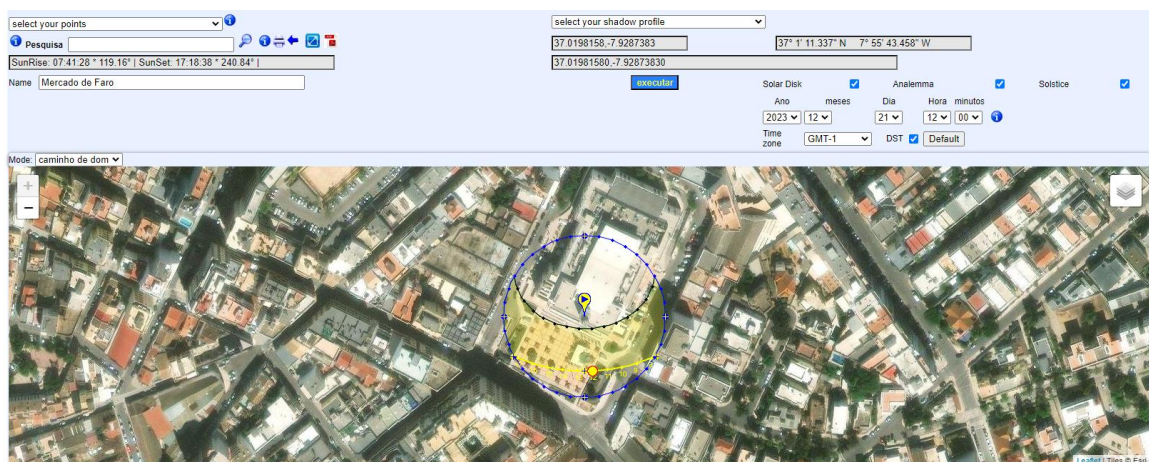 select your points
select your shadow profile
Pesquisa
37.0198158,-7.9287383
37° 1' 11.337" N 7° 55' 43.458" W
SunRise: 07:41:28 * 119.16° | SunSet: 17:18:38 * 240.84° |
37.01981580,-7.92873830
Name Mercado de Faro
executar
Solar Disk Analemma Solstice
Ano meses Dia Hora minutos
2023 12 21 12 00
Time zone GMT-1 DST Default
Mode: caminho de dom
Leaflet | Tiles © Esri